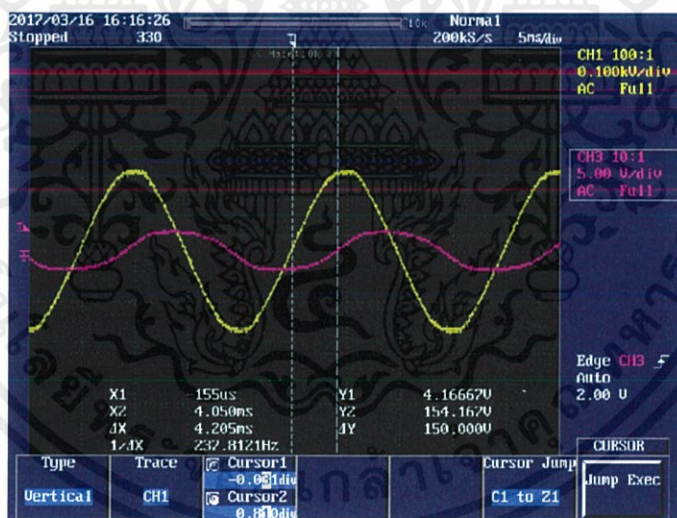 2017/03/16 16:16:26 Normal
Stopped 330 200kS/s 5ms/div
CH1 100:1
0.100kV/div
AC Full
CH3 10:1
5.00 V/div
AC Full
Edge CH3
Auto
2.00 V
X1 -155us Y1 4.16667V
X2 4.050ms Y2 154.167V
ΔX 4.205ms ΔY 150.000V
1/ΔX 237.8121Hz
CURSOR
Type Trace Cursor1 Cursor Jump
-0.031div Jump Exec
Vertical CH1 Cursor2 C1 to Z1
0.810div